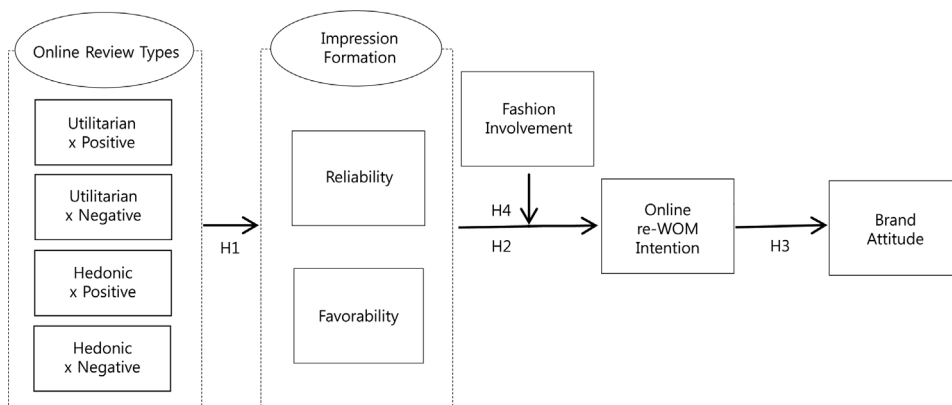 Online Review Types
Utilitarian
x Positive
Utilitarian
x Negative
Hedonic
x Positive
Hedonic
x Negative
H1
Impression
Formation
Reliability
Favorability
Fashion
Involvement
H4
H2
Online
re-WOM
Intention
H3
Brand
Attitude